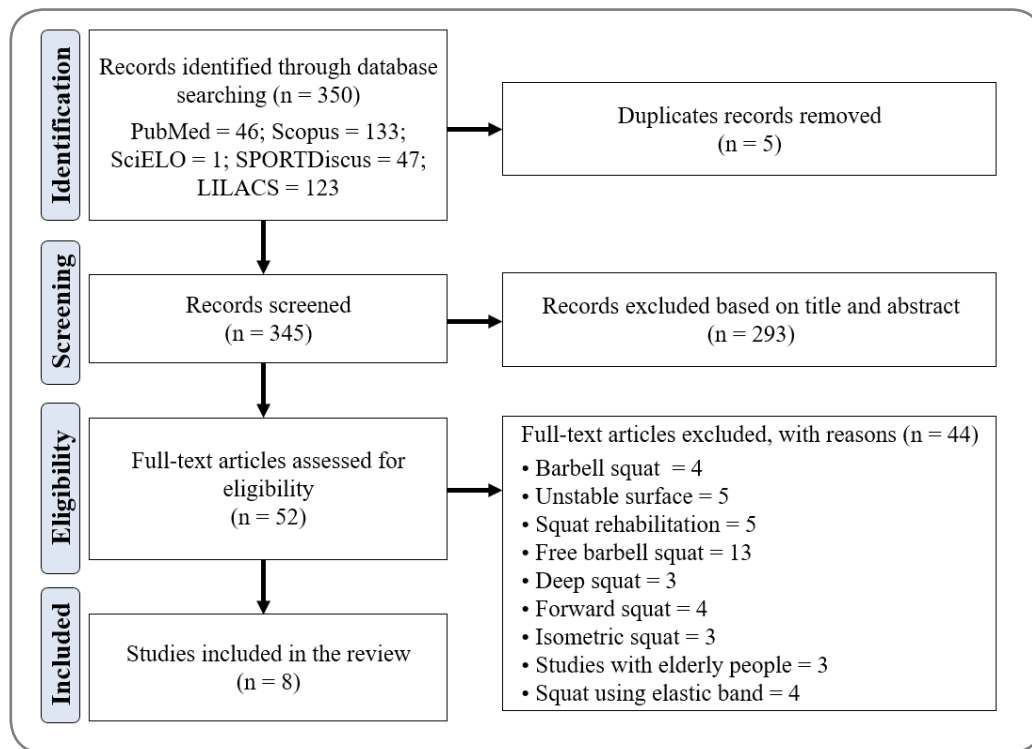 Identification
Records identified through database
searching (n = 350)
PubMed = 46; Scopus = 133;
SciELO = 1; SPORTDiscus = 47;
LILACS = 123
Duplicates records removed
(n = 5)
Screening
Records screened
(n = 345)
Records excluded based on title and abstract
(n = 293)
Eligibility
Full-text articles assessed for
eligibility
(n = 52)
Full-text articles excluded, with reasons (n = 44)
• Barbell squat = 4
• Unstable surface = 5
• Squat rehabilitation = 5
• Free barbell squat = 13
• Deep squat = 3
• Forward squat = 4
• Isometric squat = 3
• Studies with elderly people = 3
• Squat using elastic band = 4
Included
Studies included in the review
(n = 8)